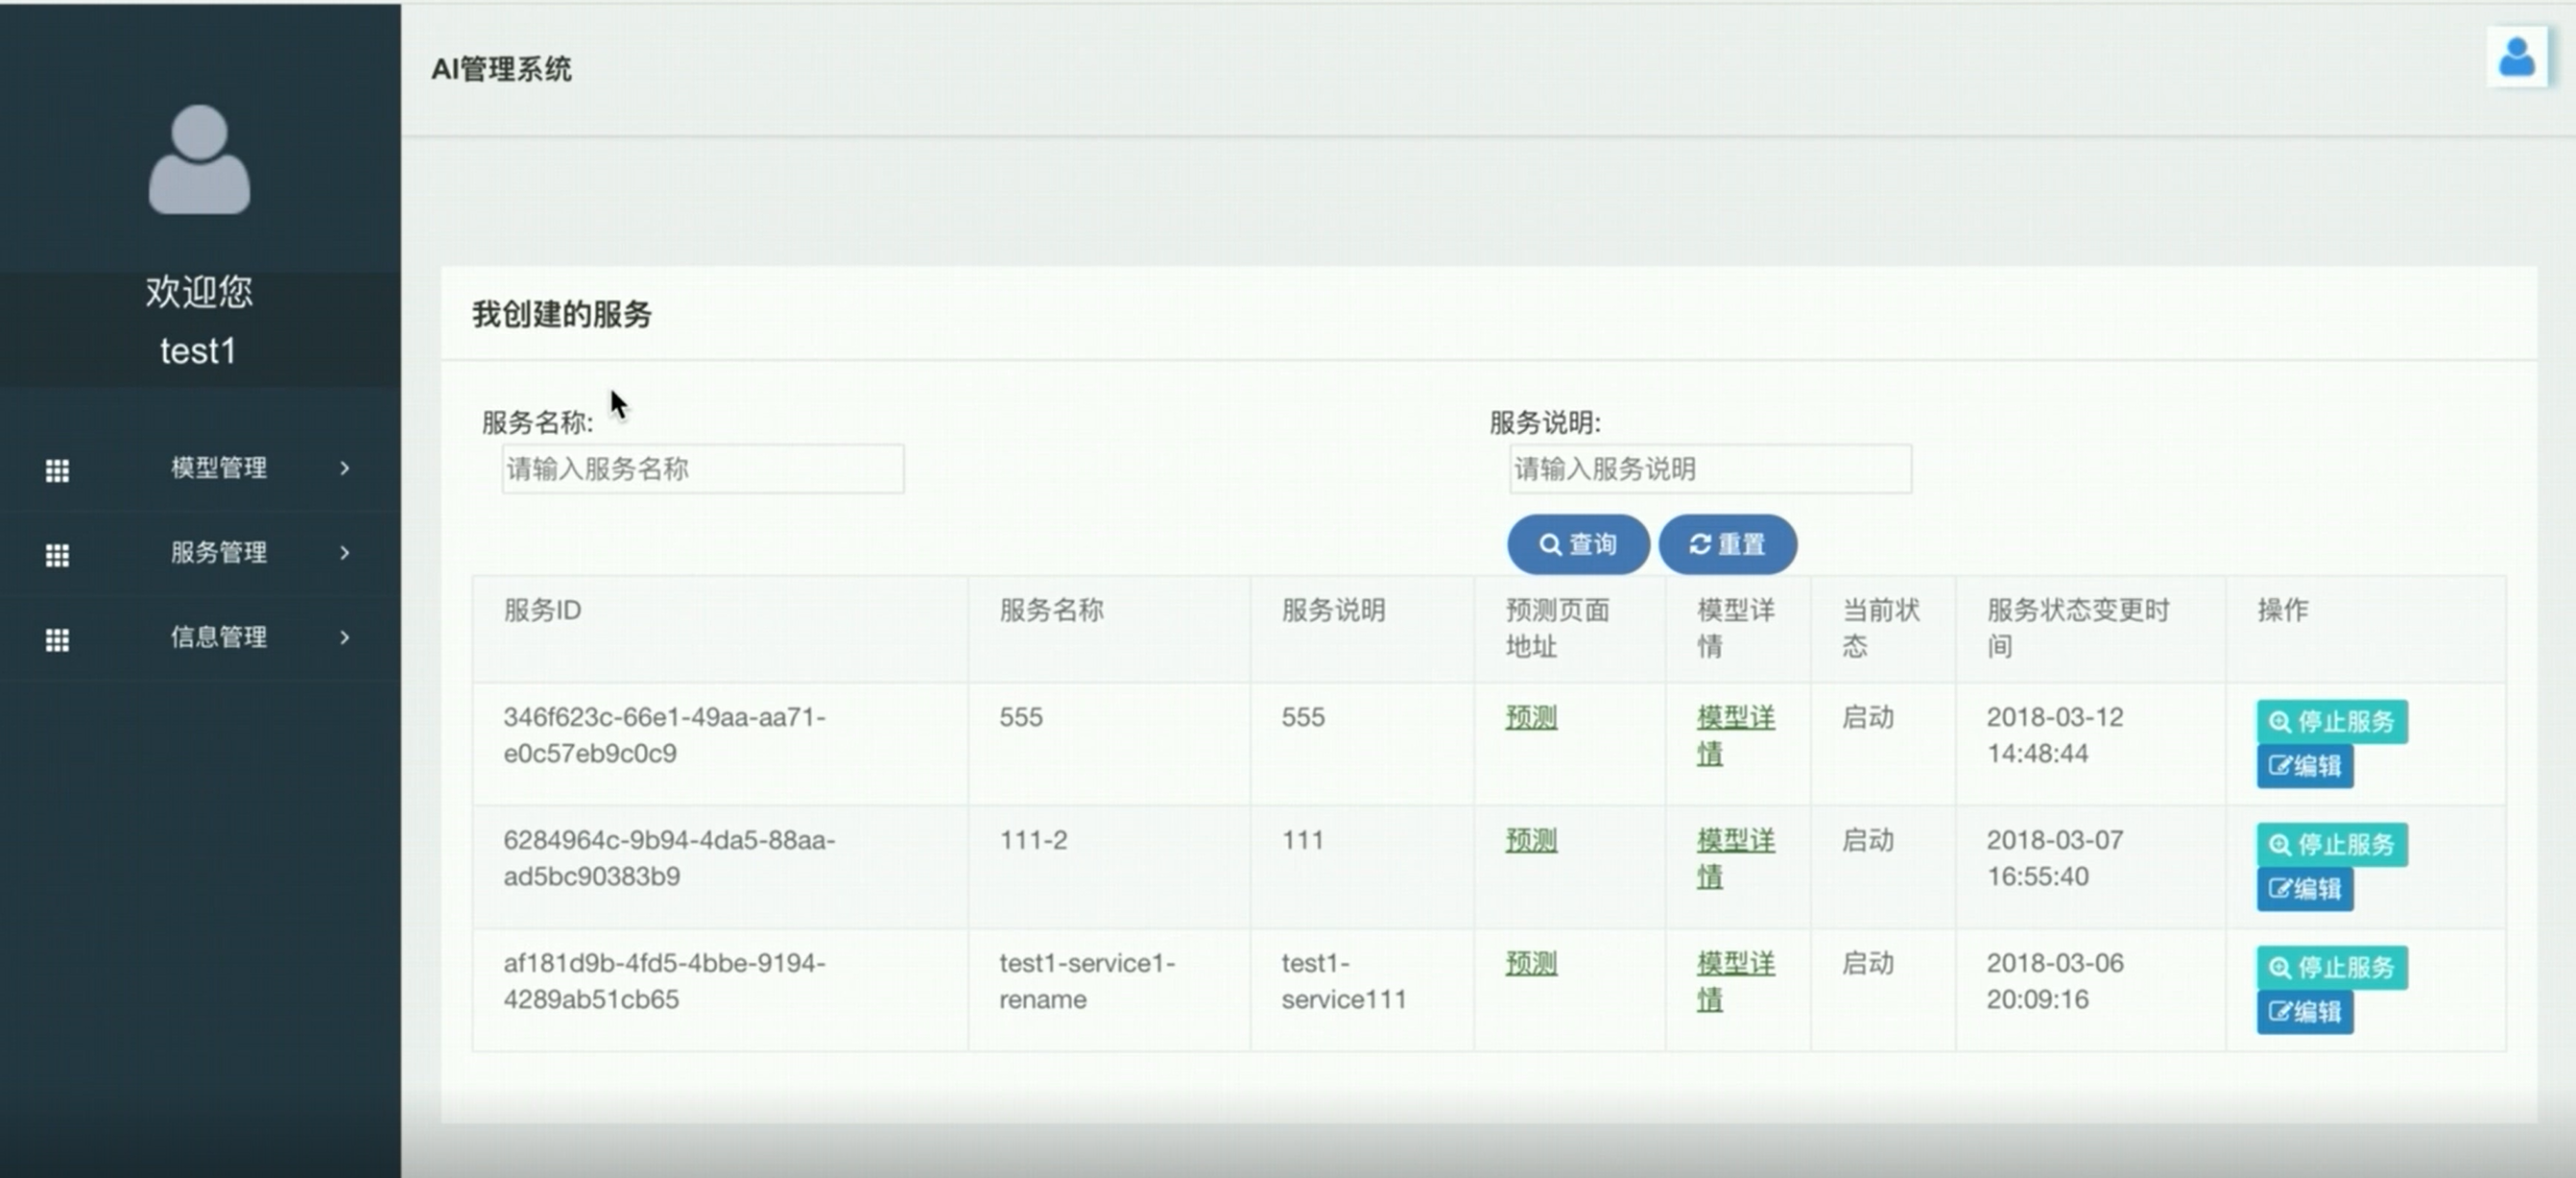 AI管理系统
欢迎您
test1
模型管理
服务管理
信息管理
我创建的服务
服务名称:
请输入服务名称
服务说明:
请输入服务说明
查询 重置
服务ID 服务名称 服务说明 预测页面 模型详 当前状 服务状态变更时 操作
地址 情 态 间
346f623c-66e1-49aa-aa71- 555 555 预测 模型详 启动 2018-03-12 停止服务
e0c57eb9c0c9 情 14:48:44 编辑
6284964c-9b94-4da5-88aa- 111-2 111 预测 模型详 启动 2018-03-07 停止服务
ad5bc90383b9 情 16:55:40 编辑
af181d9b-4fd5-4bbe-9194- test1-service1- test1- 预测 模型详 启动 2018-03-06 停止服务
4289ab51cb65 rename service111 情 20:09:16 编辑